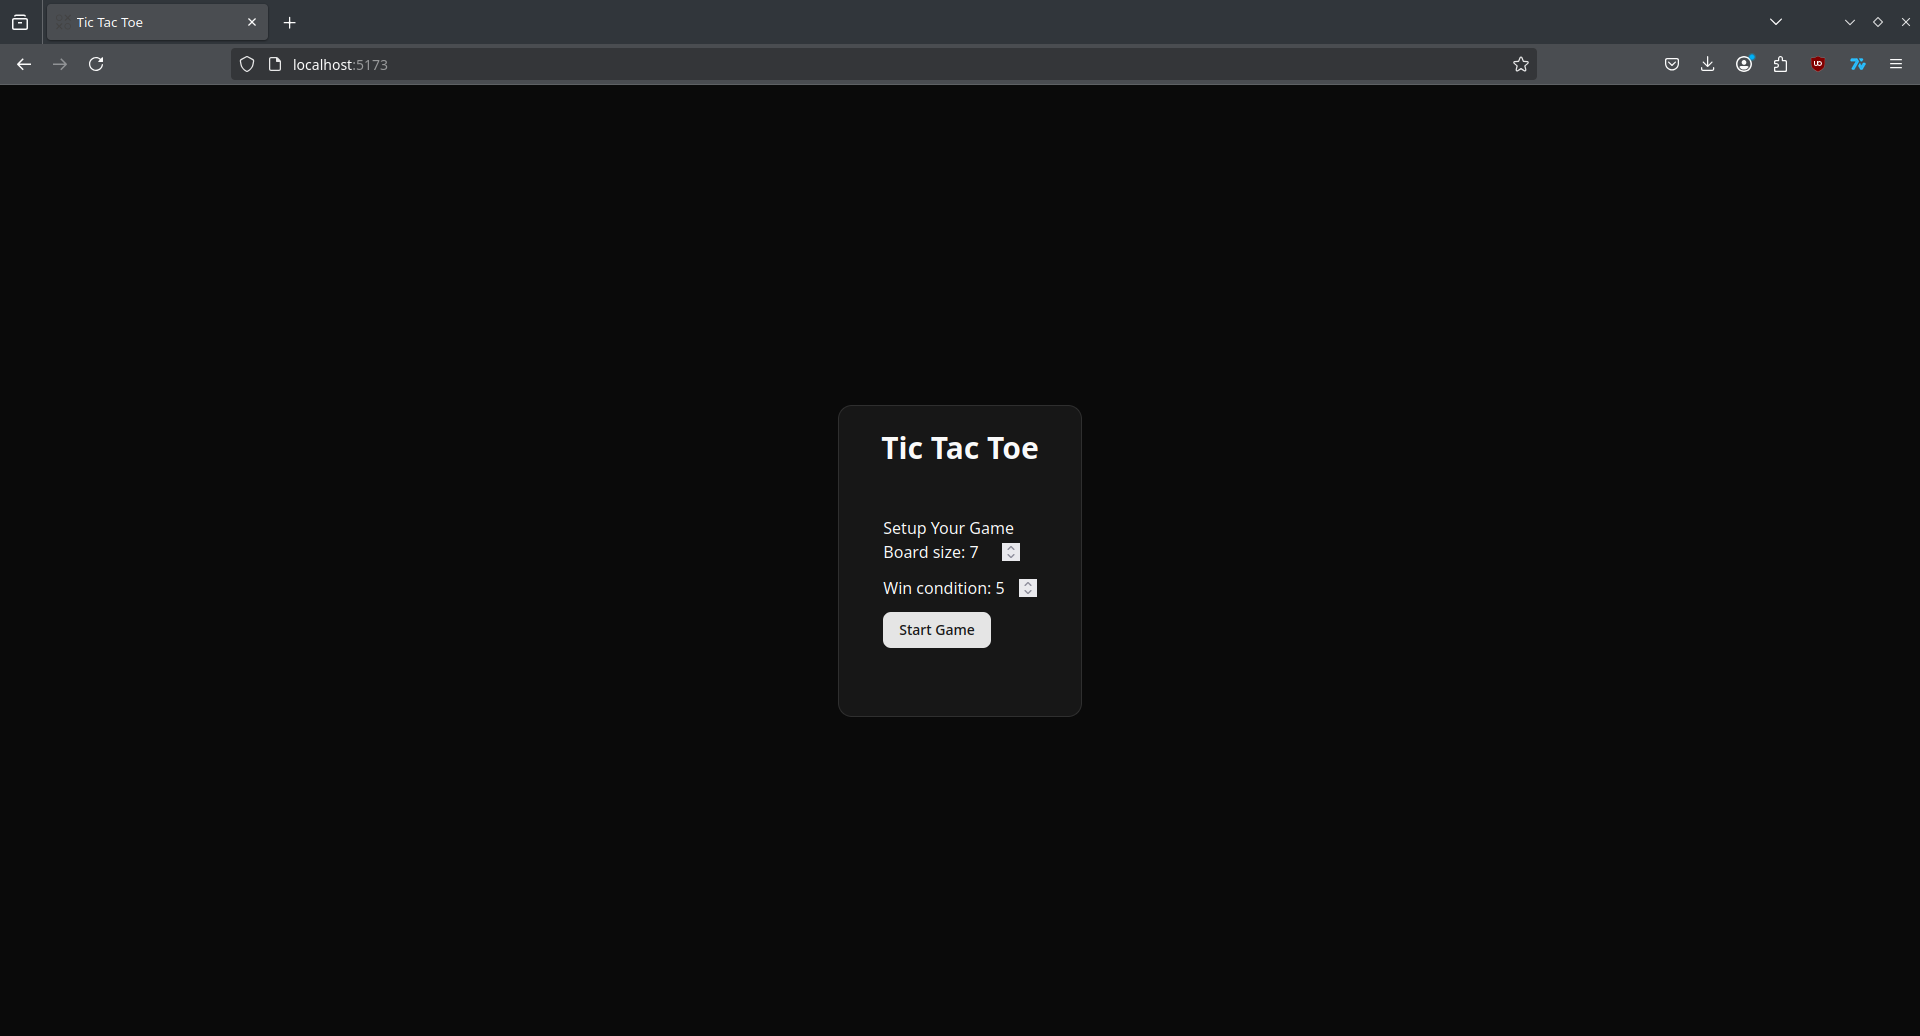 Tic Tac Toe
localhost:5173
Tic Tac Toe
Setup Your Game
Board size: 7
Win condition: 5
Start Game